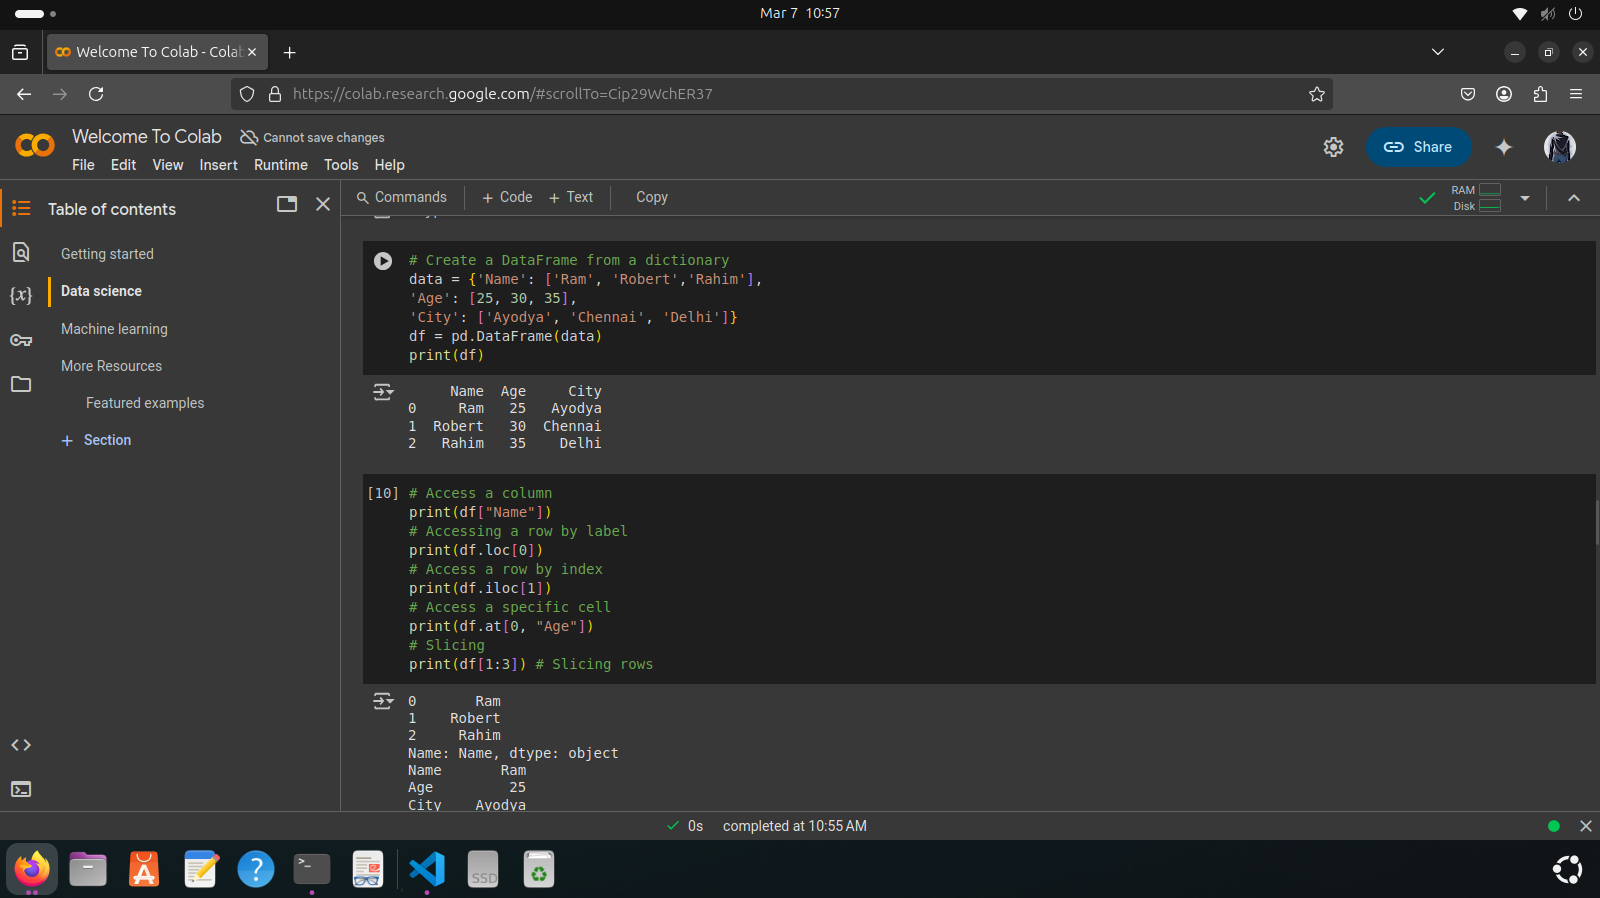 Mar 7 10:57
Welcome To Colab - Colab
https://colab.research.google.com/#scrollTo=Cip29WchER37
Welcome To Colab
Cannot save changes
Share
File Edit View Insert Runtime Tools Help
Table of contents
Commands + Code + Text Copy
RAM
Disk
Getting started
Data science
Machine learning
More Resources
Featured examples
+ Section
{x}
# Create a DataFrame from a dictionary
data = {'Name': ['Ram', 'Robert','Rahim'],
'Age': [25, 30, 35],
'City': ['Ayodya', 'Chennai', 'Delhi']}
df = pd.DataFrame(data)
print(df)
Name Age City
0 Ram 25 Ayodya
1 Robert 30 Chennai
2 Rahim 35 Delhi
[10] # Access a column
print(df["Name"])
# Accessing a row by label
print(df.loc[0])
# Access a row by index
print(df.iloc[1])
# Access a specific cell
print(df.at[0, "Age"])
# Slicing
print(df[1:3]) # Slicing rows
0 Ram
1 Robert
2 Rahim
Name: Name, dtype: object
Name Ram
Age 25
City Ayodya
0s completed at 10:55 AM
SSD